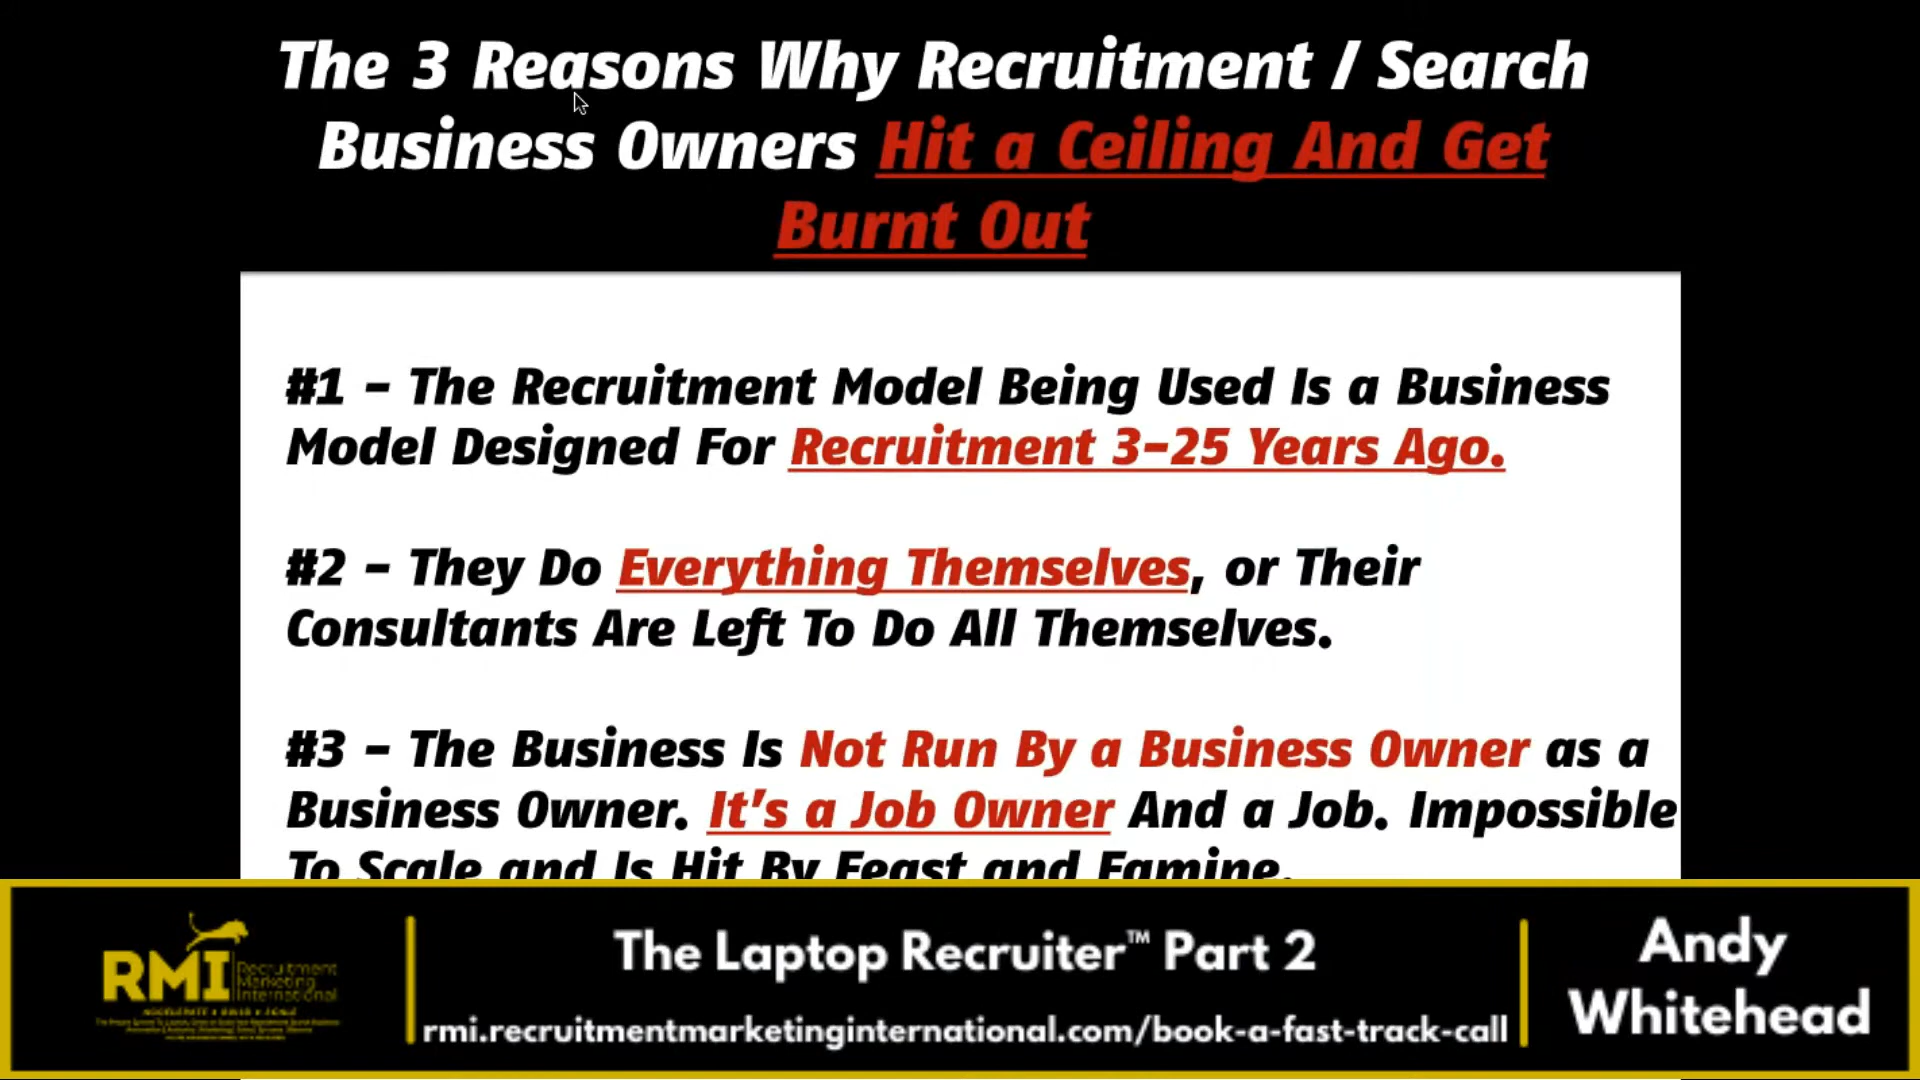 The 3 Reasons Why Recruitment / Search
Business Owners Hit a Ceiling And Get
Burnt Out
#1 – The Recruitment Model Being Used Is a Business
Model Designed For Recruitment 3–25 Years Ago.
#2 – They Do Everything Themselves, or Their
Consultants Are Left To Do All Themselves.
#3 – The Business Is Not Run By a Business Owner as a
Business Owner. It's a Job Owner And a Job. Impossible
To Scale and Is Hit By Feast and Famine.
RMI
Recruitment
Marketing
International
The Laptop Recruiter™ Part 2
rmi.recruitmentmarketinginternational.com/book-a-fast-track-call
Andy
Whitehead